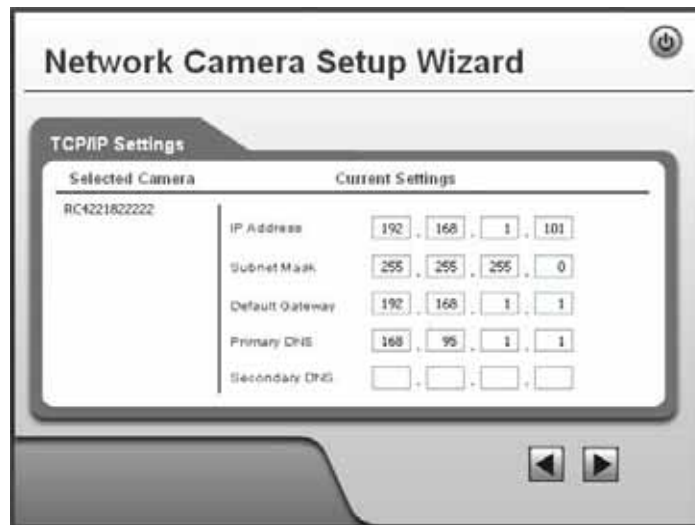 Network Camera Setup Wizard
TCP/IP Settings
Selected Camera Current Settings
RC4221822222
IP Address 192 . 168 . 1 . 101
Subnet Mask 255 . 255 . 255 . 0
Default Gateway 192 . 168 . 1 . 1
Primary DNS 168 . 95 . 1 . 1
Secondary DNS . . .